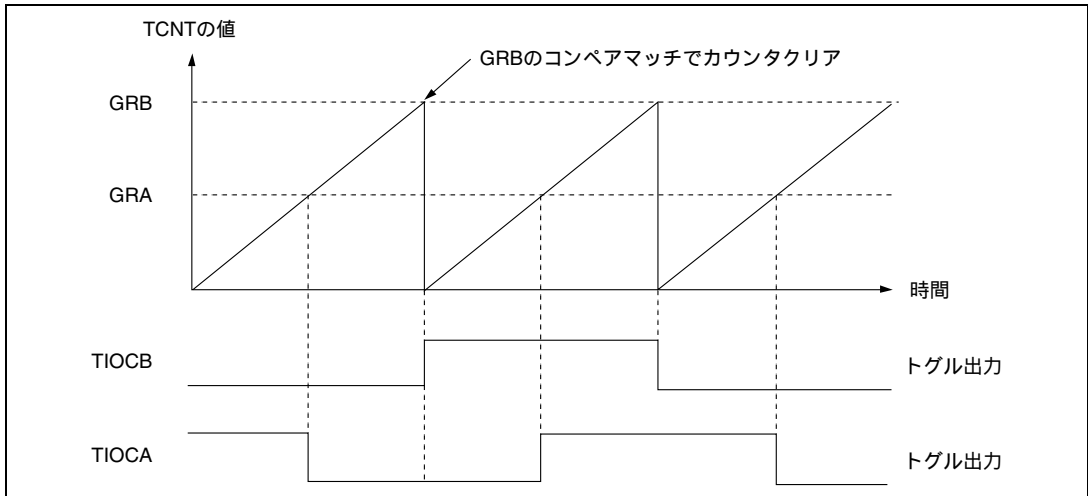 TCNTの値
GRBのコンペアマッチでカウンタクリア
GRB
GRA
時間
TIOCB
トグル出力
TIOCA
トグル出力